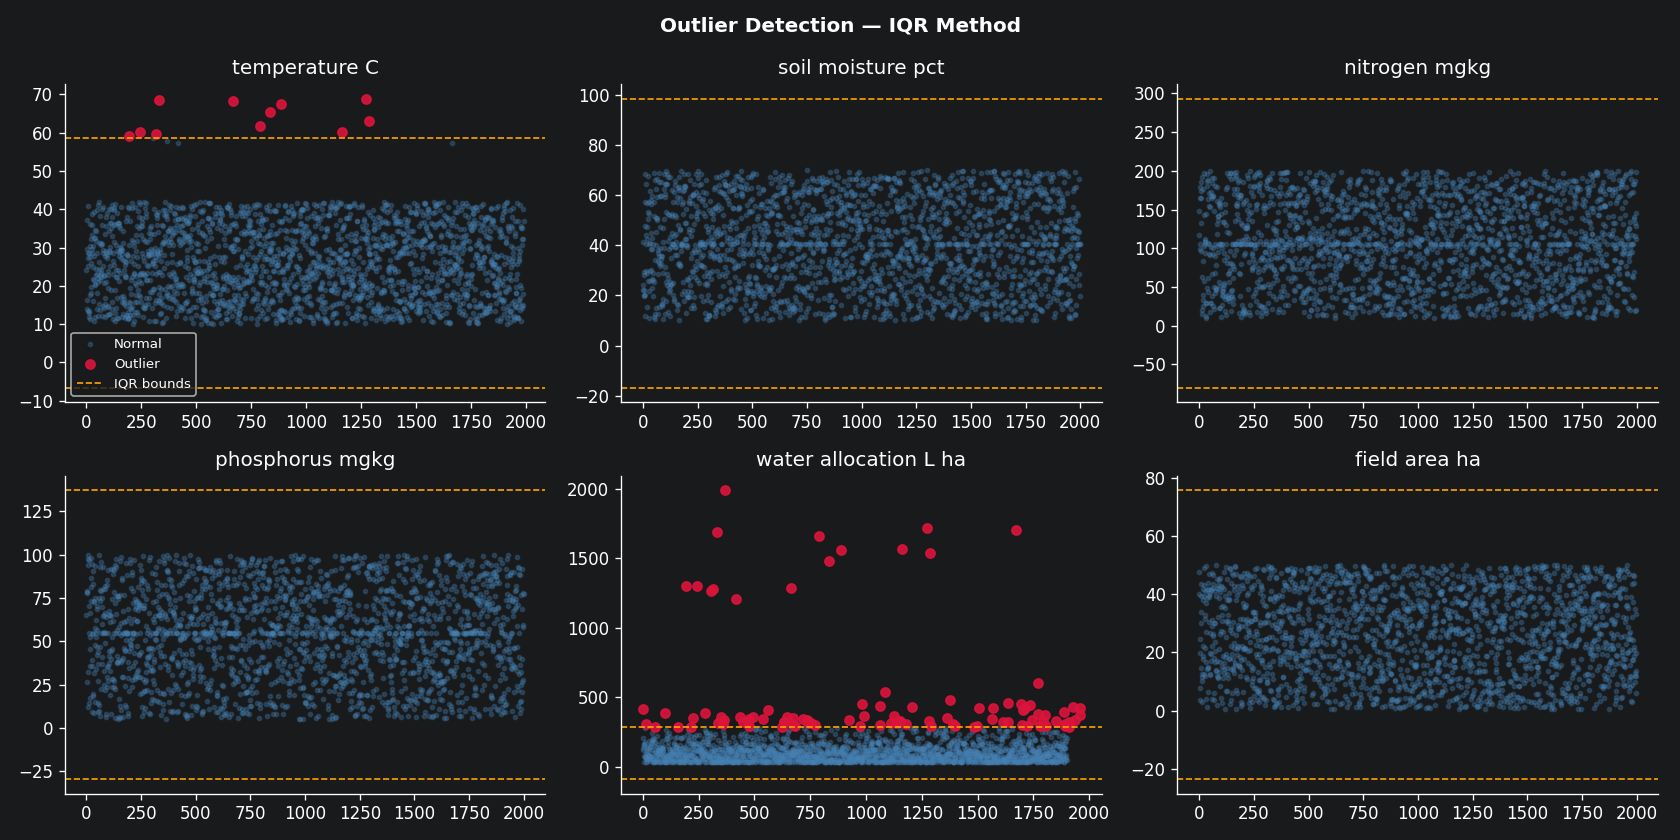 Outlier Detection — IQR Method
temperature C
70
60
50
40
30
20
10
0
−10
Normal
Outlier
IQR bounds
0 250 500 750 1000 1250 1500 1750 2000
soil moisture pct
100
80
60
40
20
0
−20
0 250 500 750 1000 1250 1500 1750 2000
nitrogen mgkg
300
250
200
150
100
50
0
−50
0 250 500 750 1000 1250 1500 1750 2000
phosphorus mgkg
125
100
75
50
25
0
−25
0 250 500 750 1000 1250 1500 1750 2000
water allocation L ha
2000
1500
1000
500
0
0 250 500 750 1000 1250 1500 1750 2000
field area ha
80
60
40
20
0
−20
0 250 500 750 1000 1250 1500 1750 2000